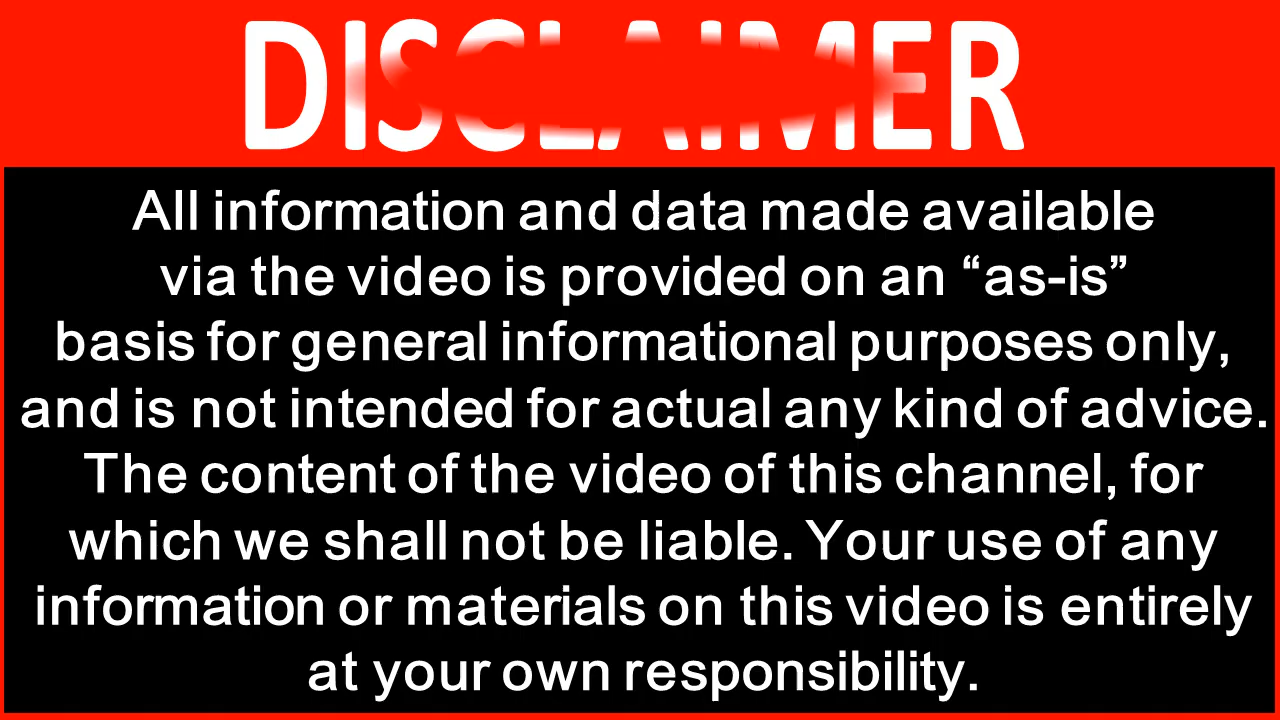 DISCLAIMER
All information and data made available
via the video is provided on an “as-is”
basis for general informational purposes only,
and is not intended for actual any kind of advice.
The content of the video of this channel, for
which we shall not be liable. Your use of any
information or materials on this video is entirely
at your own responsibility.